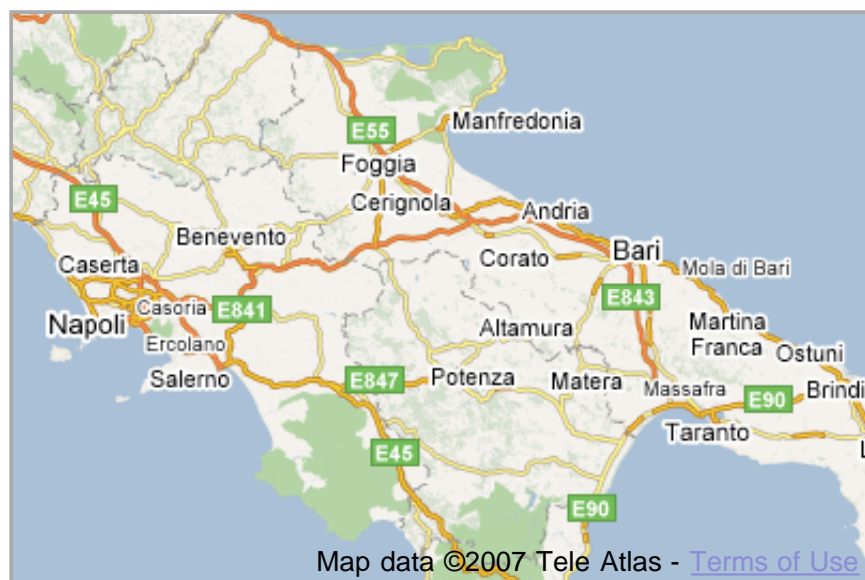 Manfredonia
E55
Foggia
Cerignola
E45
Andria
Benevento
Bari
Caserta
Corato
Mola di Bari
Casoria
E841
E843
Napoli
Altamura
Martina
Franca
Ercolano
Ostuni
Salerno
E847
Potenza
Matera
Massafra
E90
Brindi
Taranto
L
E45
E90
Map data ©2007 Tele Atlas - Terms of Use